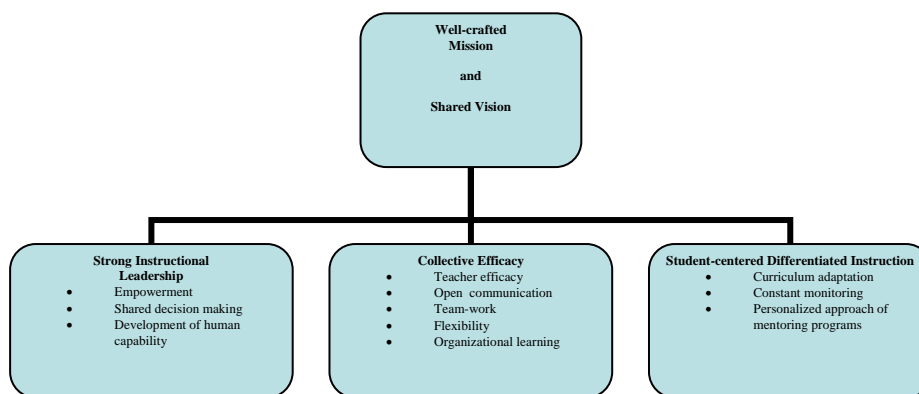 Well-crafted
Mission
and
Shared Vision
Strong Instructional
Leadership
• Empowerment
• Shared decision making
• Development of human
capability
Collective Efficacy
• Teacher efficacy
• Open communication
• Team-work
• Flexibility
• Organizational learning
Student-centered Differentiated Instruction
• Curriculum adaptation
• Constant monitoring
• Personalized approach of
mentoring programs